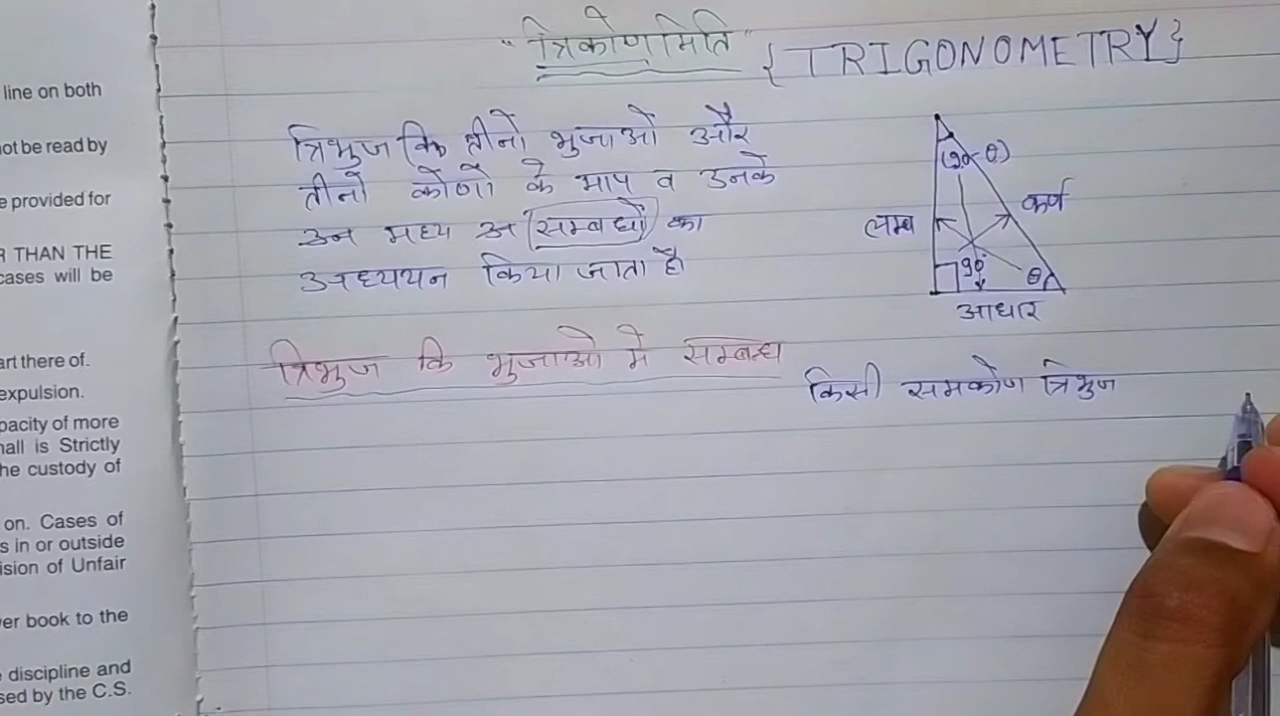 line on both
not be read by
e provided for
R THAN THE
cases will be
art there of.
expulsion.
pacity of more
hall is Strictly
he custody of
on. Cases of
s in or outside
ision of Unfair
ver book to the
discipline and
sed by the C.S.
"त्रिकोणमिति" {TRIGONOMETRY}
त्रिभुज कि तीनो भुजाओं और
तीनो कोणो के माप व उनके
उन मध्य अ सम्बधों का
अध्ययन किया जाता है
(90-θ)
लम्ब
कर्ण
90°
θ
आधार
त्रिभुज कि भुजाओ मे सम्बन्ध
किसी समकोण त्रिभुज